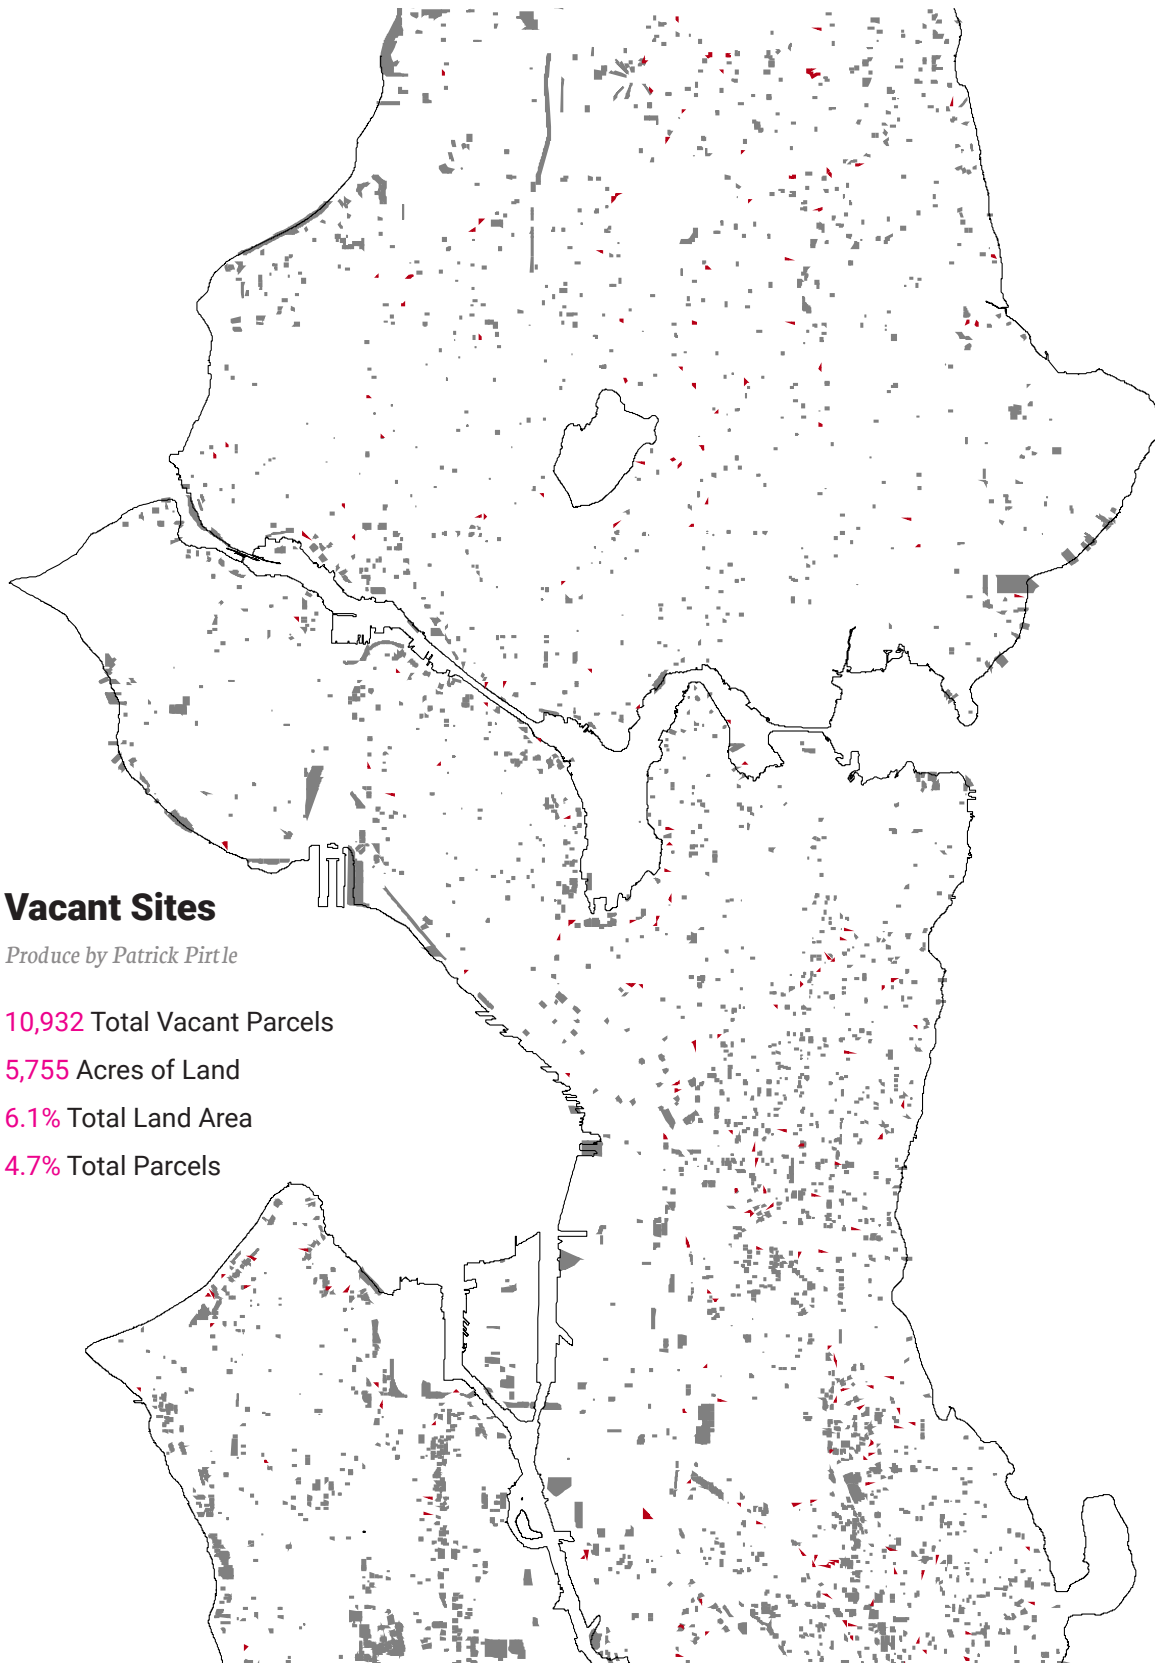 Vacant Sites
Produce by Patrick Pirtle
10,932 Total Vacant Parcels
5,755 Acres of Land
6.1% Total Land Area
4.7% Total Parcels